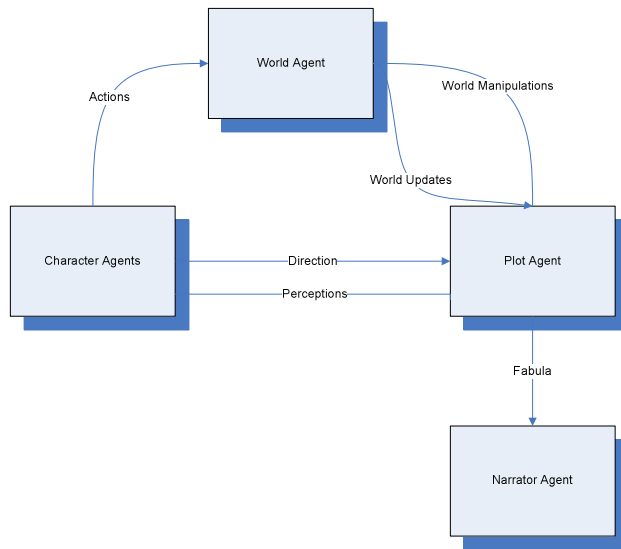 World Agent
World Manipulations
Actions
World Updates
Character Agents
Direction
Plot Agent
Perceptions
Fabula
Narrator Agent